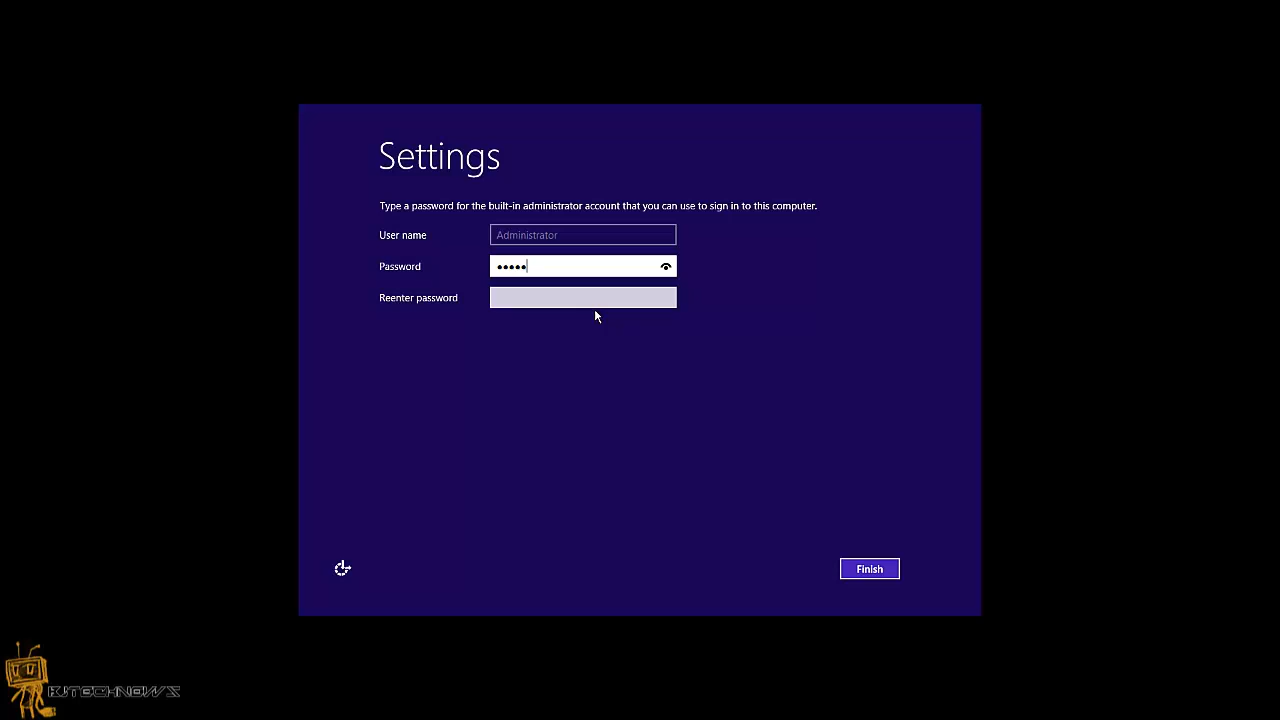 Settings
Type a password for the built-in administrator account that you can use to sign in to this computer.
User name
Administrator
Password
•••••
Reenter password
Finish